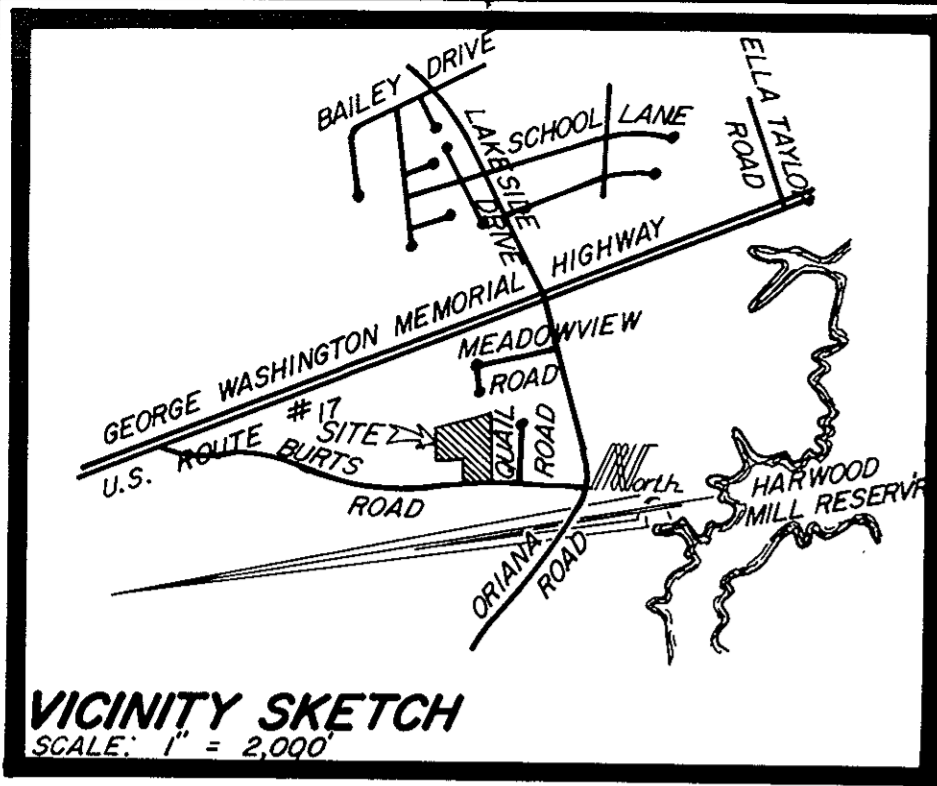 BAILEY DRIVE
LAKESIDE DRIVE
SCHOOL LANE
ELLA TAYLOR ROAD
GEORGE WASHINGTON MEMORIAL HIGHWAY
U.S. ROUTE #17
MEADOWVIEW ROAD
SITE
QUAIL ROAD
BURTS ROAD
North
HARWOOD
MILL RESERV'R
ORIANA ROAD
VICINITY SKETCH
SCALE: 1" = 2,000'